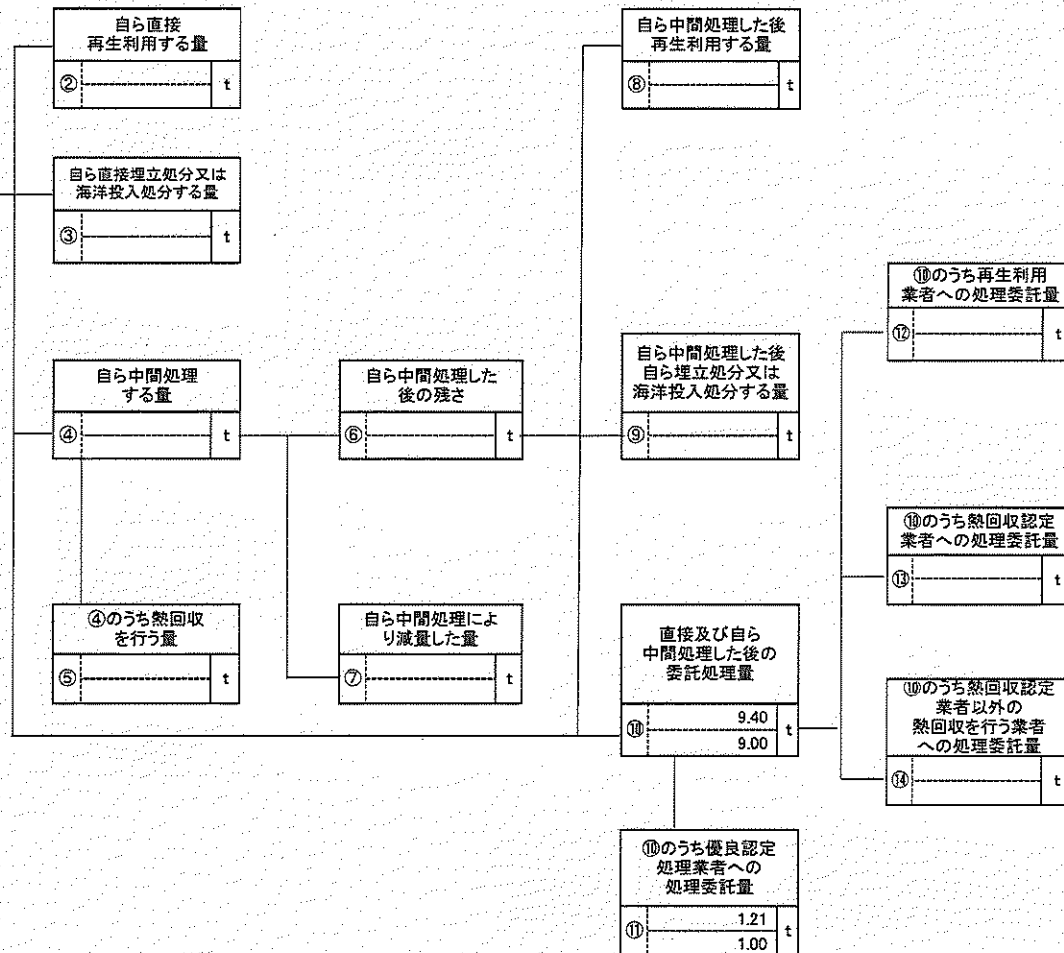 自ら直接
再生利用する量
② t
自ら中間処理した後
再生利用する量
⑧ t
自ら直接埋立処分又は
海洋投入処分する量
③ t
⑩のうち再生利用
業者への処理委託量
⑫ t
自ら中間処理
する量
④ t
自ら中間処理した
後の残さ
⑥ t
自ら中間処理した後
自ら埋立処分又は
海洋投入処分する量
⑨ t
⑩のうち熱回収認定
業者への処理委託量
⑬ t
④のうち熱回収
を行う量
⑤ t
自ら中間処理によ
り減量した量
⑦ t
直接及び自ら
中間処理した後の
委託処理量
⑩ 9.40 t
9.00
⑩のうち熱回収認定
業者以外の
熱回収を行う業者
への処理委託量
⑭ t
⑩のうち優良認定
処理業者への
処理委託量
⑪ 1.21 t
1.00